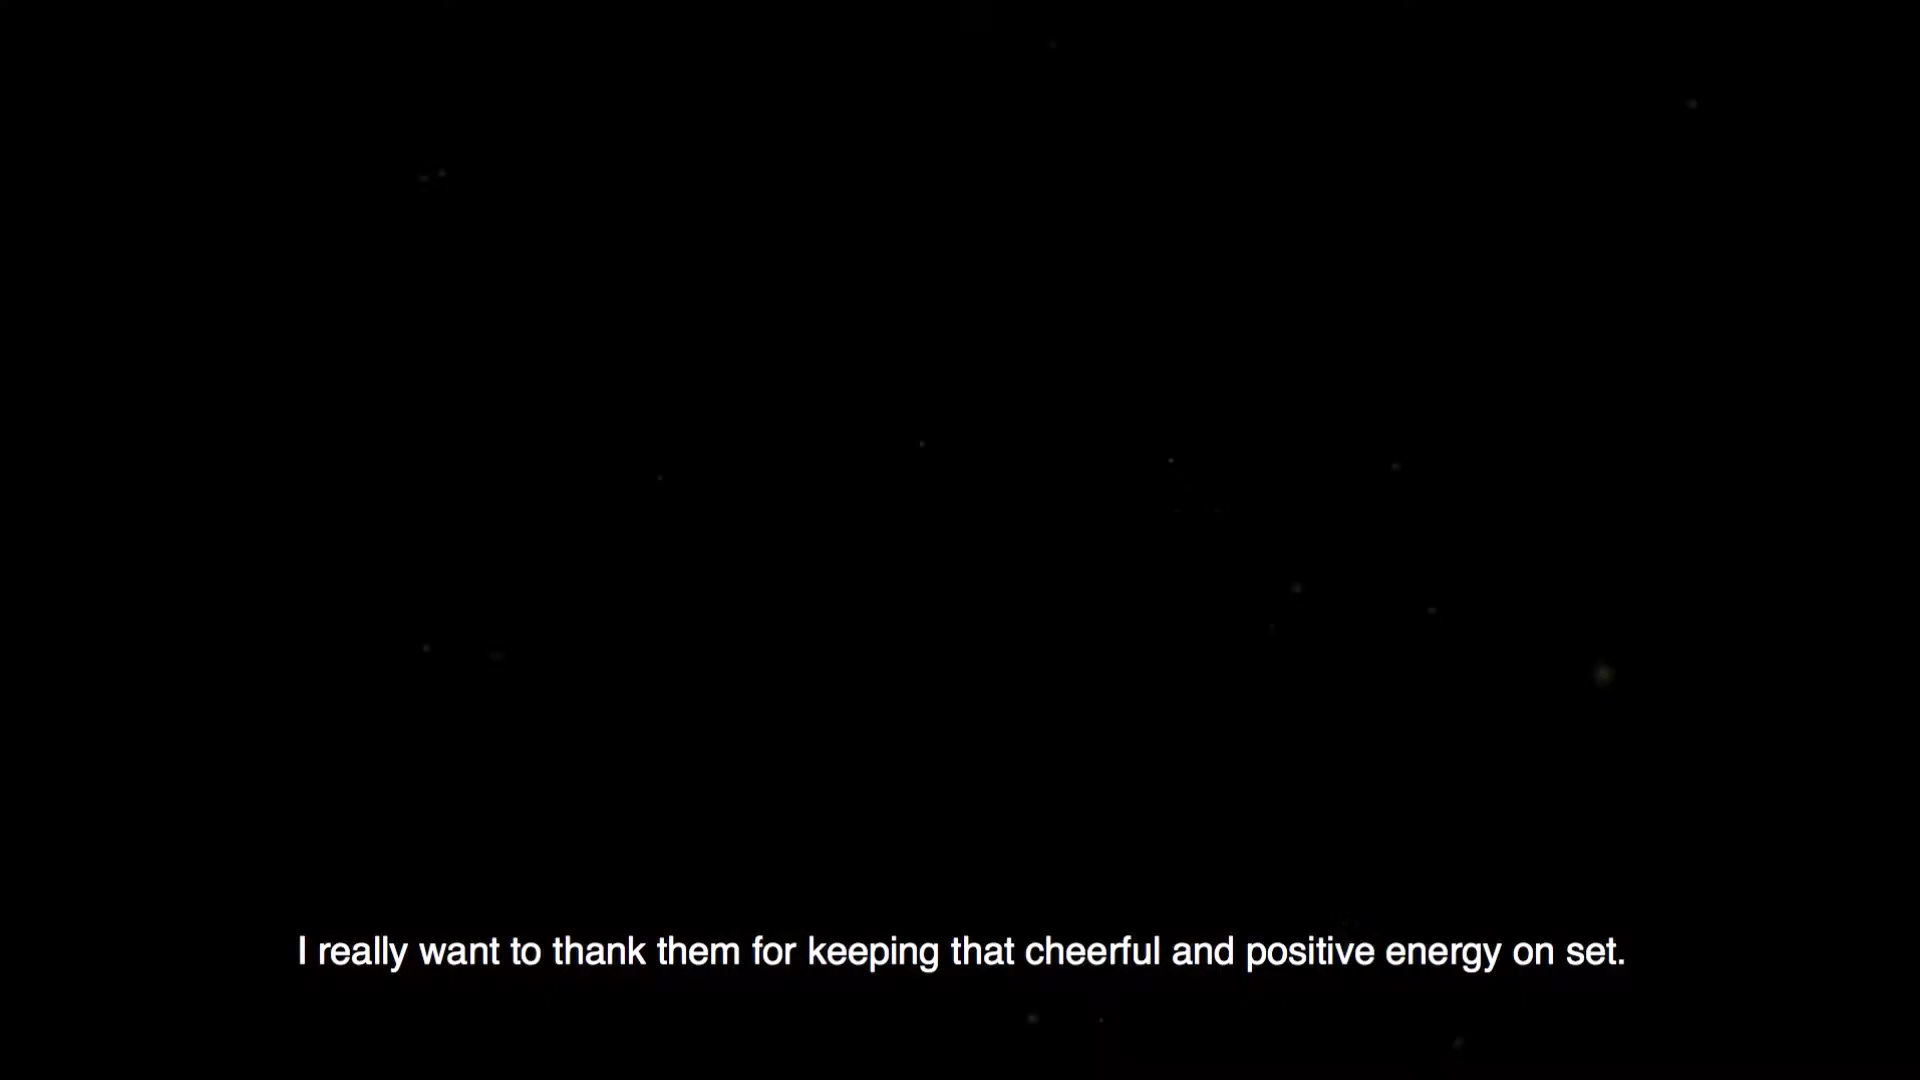 I really want to thank them for keeping that cheerful and positive energy on set.